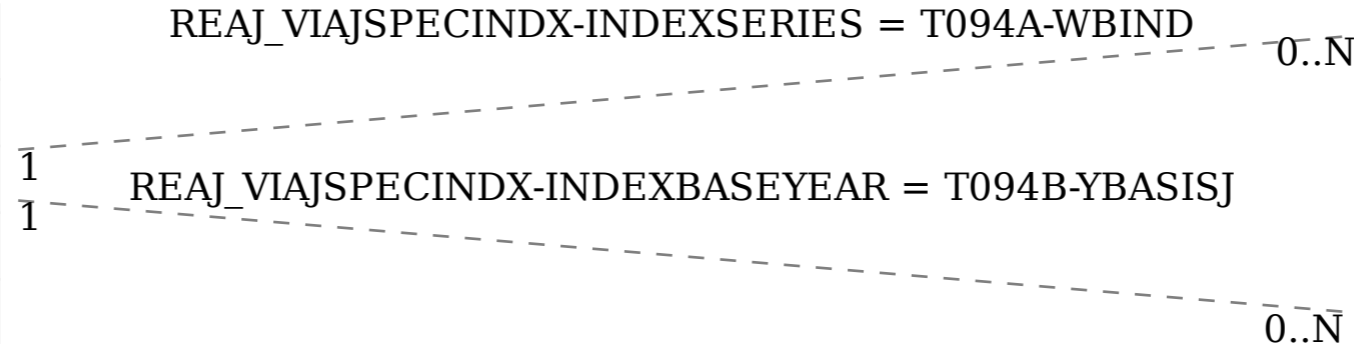 REAJ_VIAJSPECINDX-INDEXSERIES = T094A-WBIND
0..N
1
REAJ_VIAJSPECINDX-INDEXBASEYEAR = T094B-YBASISJ
1
0..N